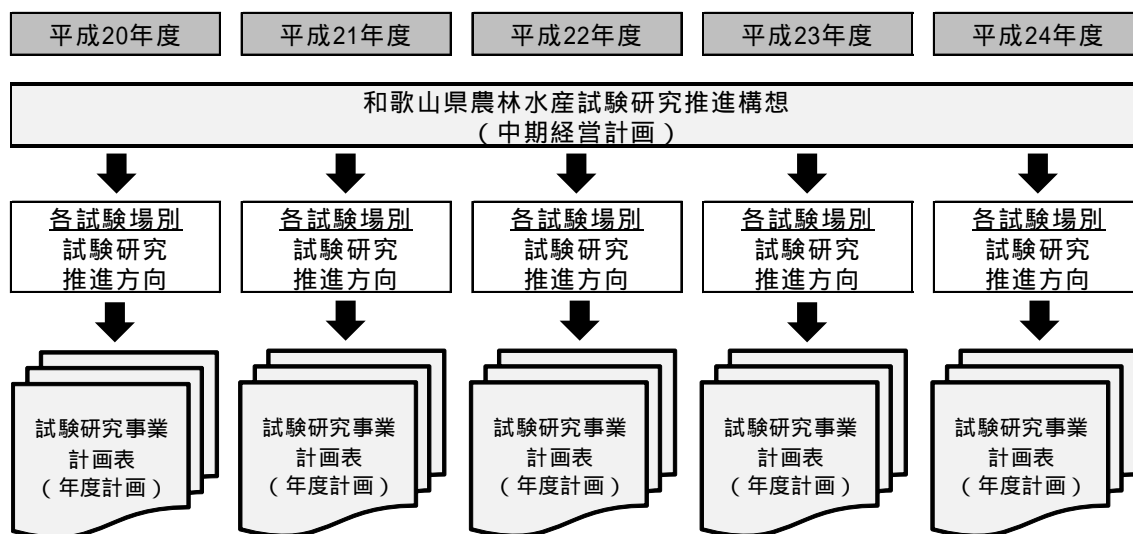 平成20年度
平成21年度
平成22年度
平成23年度
平成24年度
和歌山県農林水産試験研究推進構想
（中期経営計画）
各試験場別
試験研究
推進方向
各試験場別
試験研究
推進方向
各試験場別
試験研究
推進方向
各試験場別
試験研究
推進方向
各試験場別
試験研究
推進方向
試験研究事業
計画表
（年度計画）
試験研究事業
計画表
（年度計画）
試験研究事業
計画表
（年度計画）
試験研究事業
計画表
（年度計画）
試験研究事業
計画表
（年度計画）